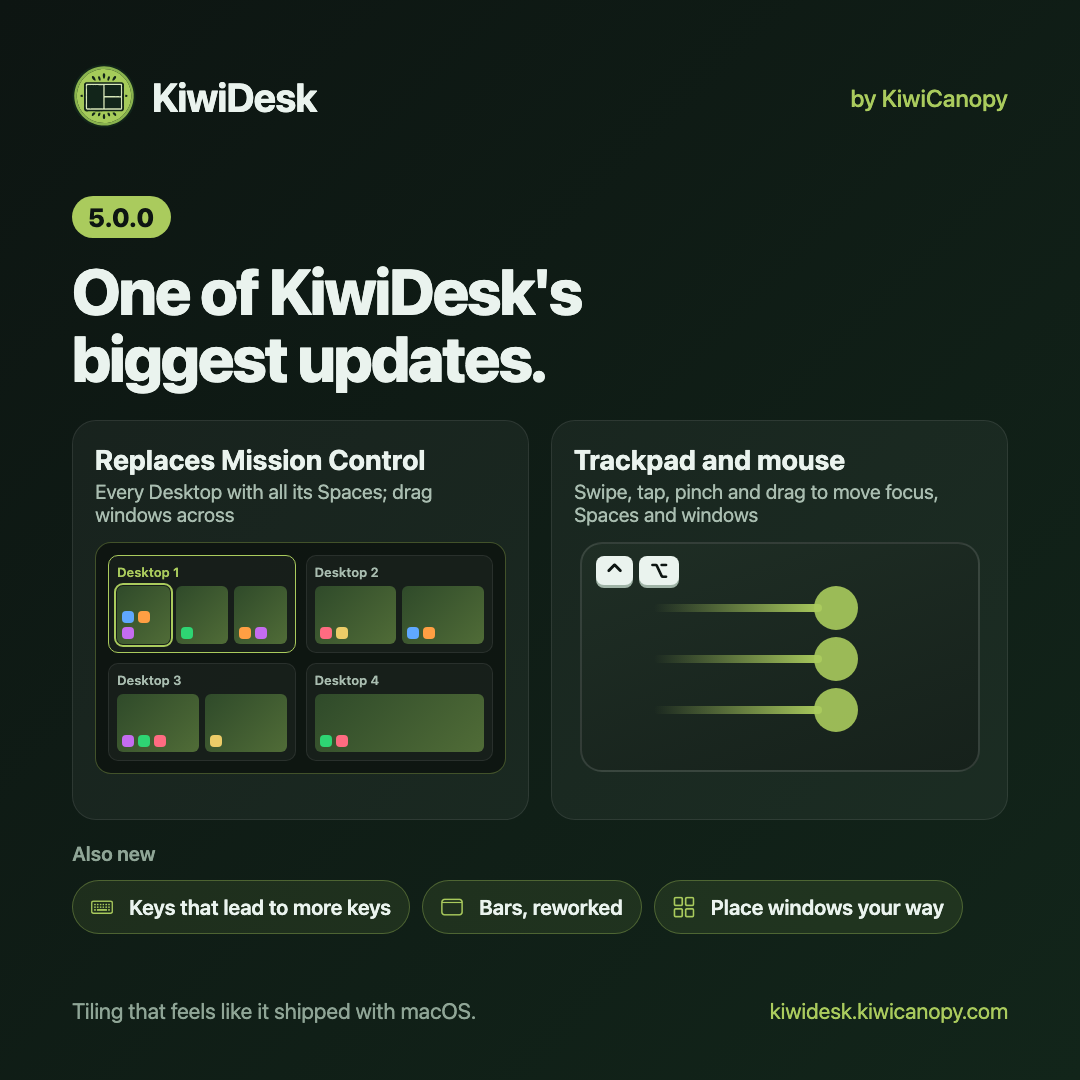 KiwiDesk
by KiwiCanopy
5.0.0
One of KiwiDesk's
biggest updates.
Replaces Mission Control
Every Desktop with all its Spaces; drag
windows across
Desktop 1
Desktop 2
Desktop 3
Desktop 4
Trackpad and mouse
Swipe, tap, pinch and drag to move focus,
Spaces and windows
⌃ ⌥
Also new
Keys that lead to more keys
Bars, reworked
Place windows your way
Tiling that feels like it shipped with macOS.
kiwidesk.kiwicanopy.com